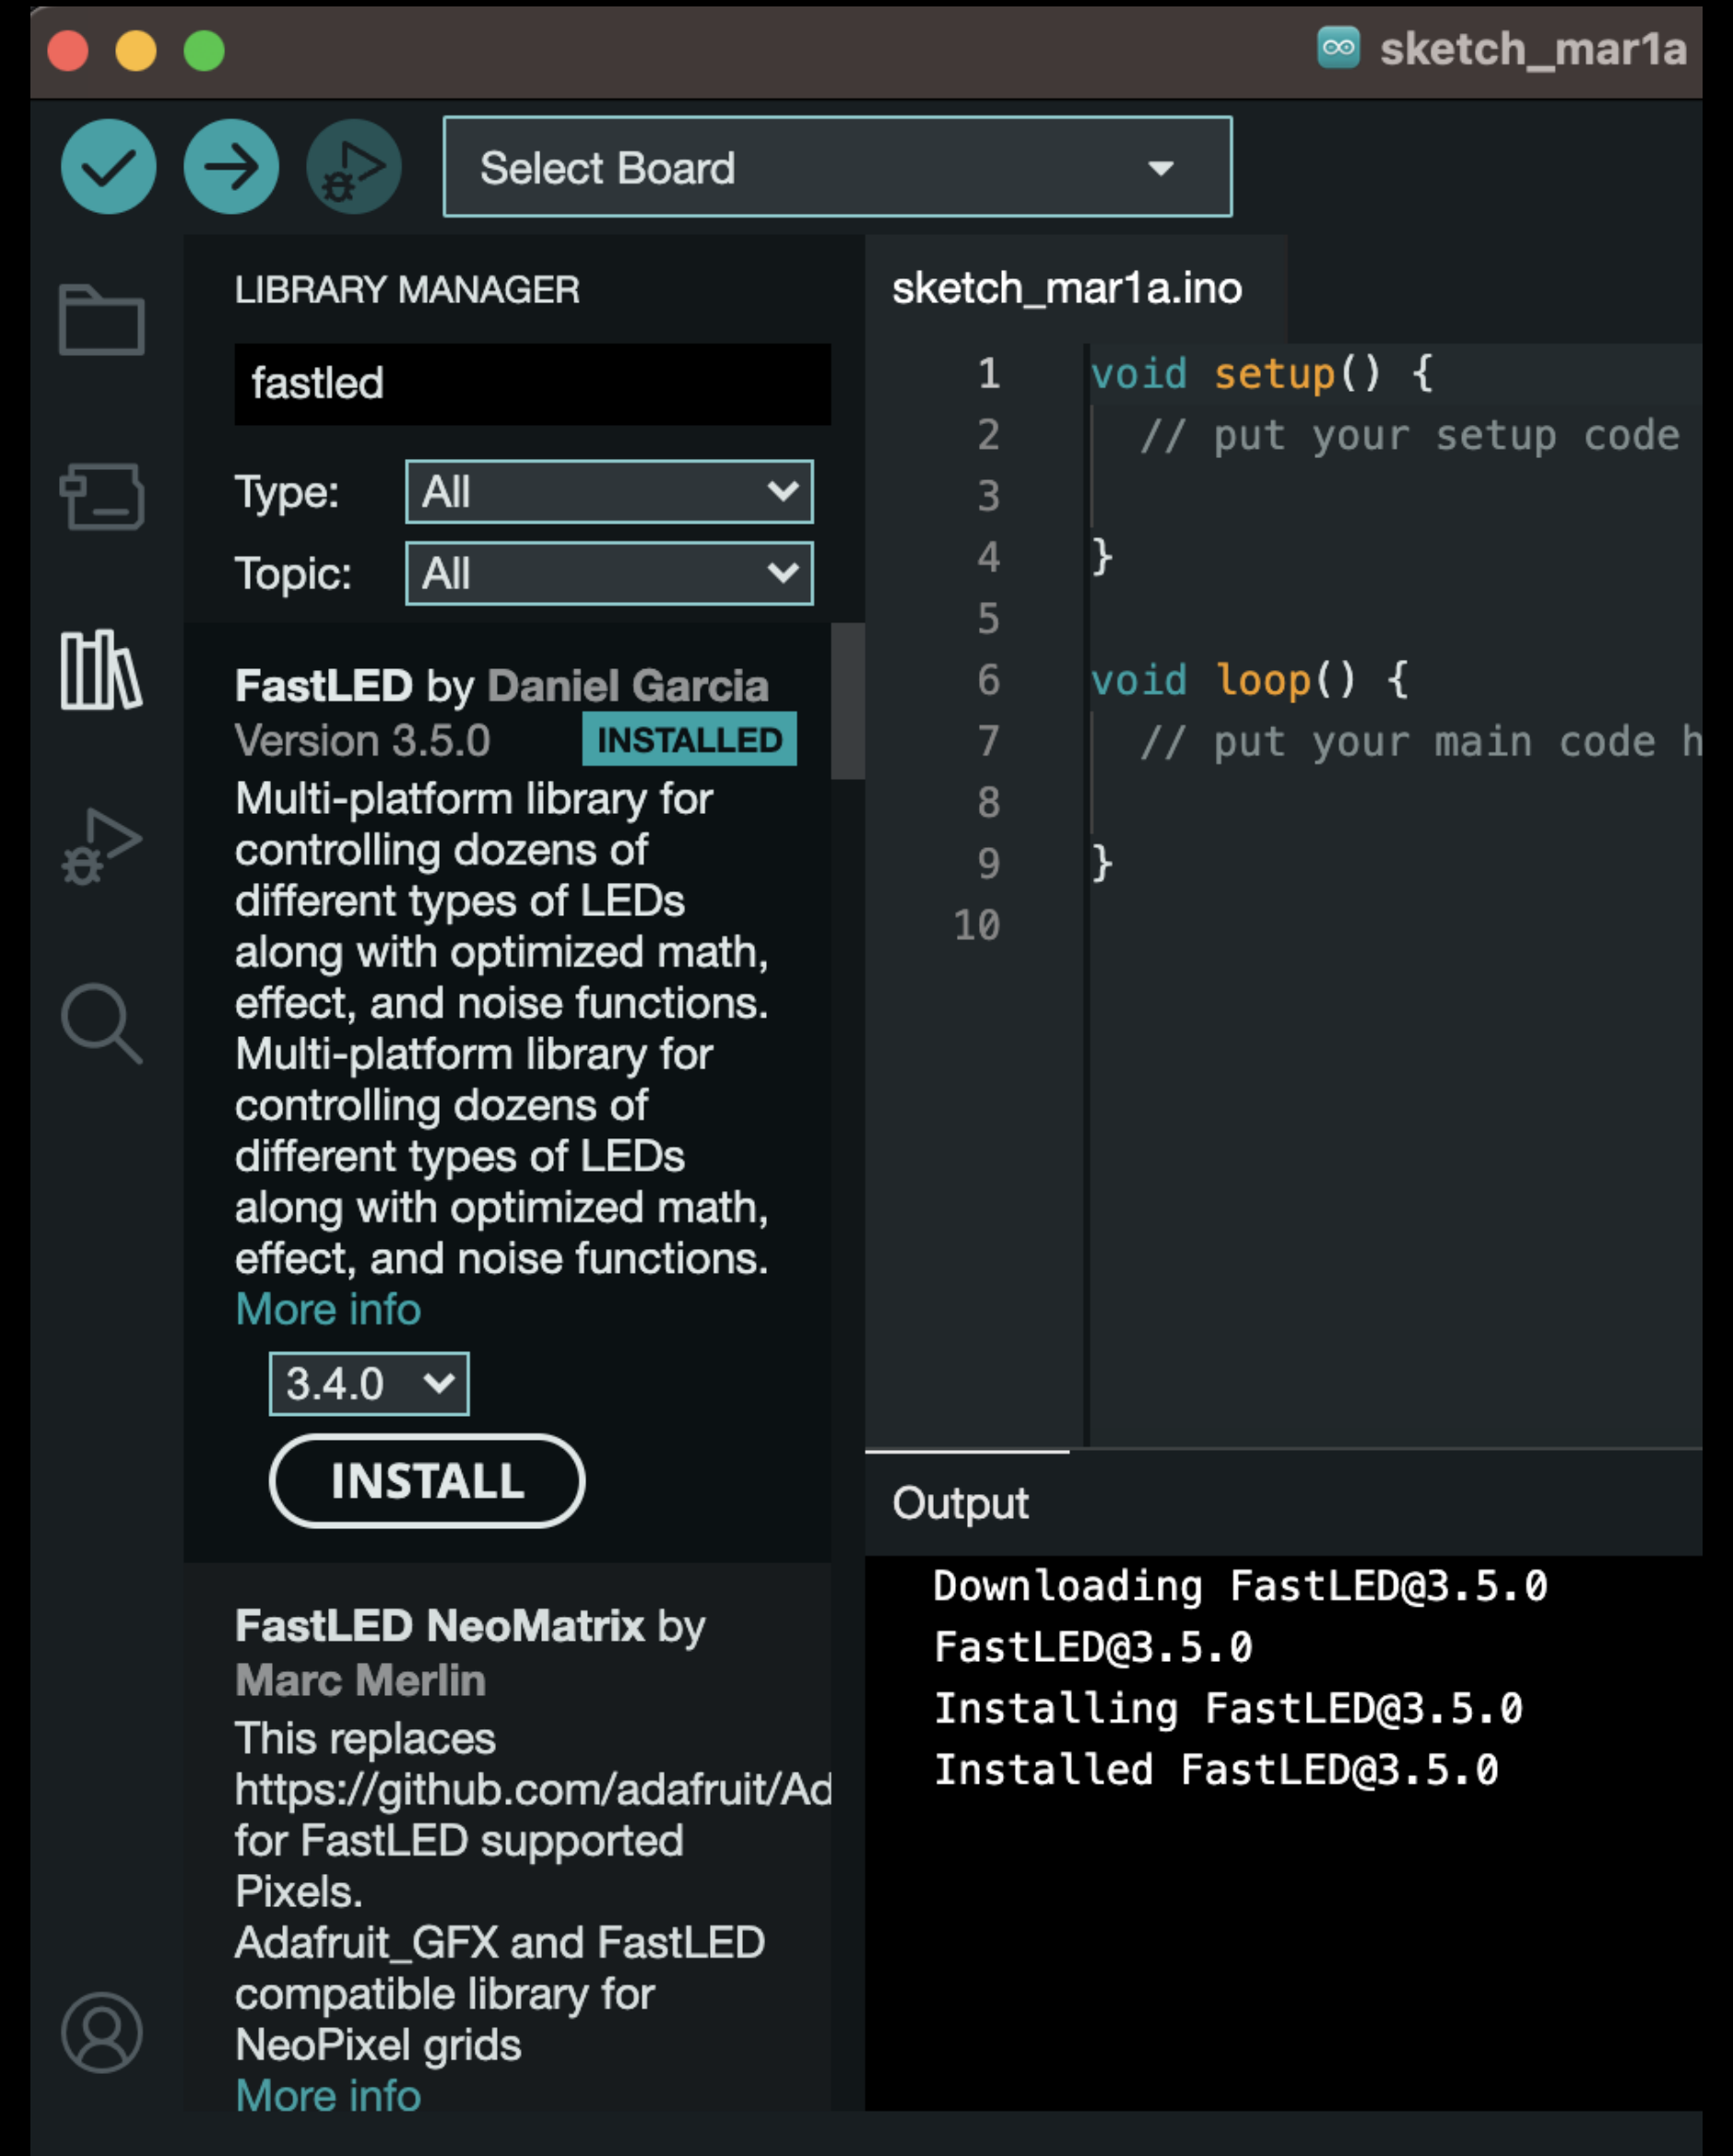 sketch_mar1a
Select Board
LIBRARY MANAGER
fastled
Type: All
Topic: All
FastLED by Daniel Garcia
Version 3.5.0 INSTALLED
Multi-platform library for
controlling dozens of
different types of LEDs
along with optimized math,
effect, and noise functions.
Multi-platform library for
controlling dozens of
different types of LEDs
along with optimized math,
effect, and noise functions.
More info
3.4.0
INSTALL
FastLED NeoMatrix by
Marc Merlin
This replaces
https://github.com/adafruit/Ad
for FastLED supported
Pixels.
Adafruit_GFX and FastLED
compatible library for
NeoPixel grids
More info
sketch_mar1a.ino
1 void setup() {
2 // put your setup code
3
4 }
5
6 void loop() {
7 // put your main code h
8
9 }
10
Output
Downloading FastLED@3.5.0
FastLED@3.5.0
Installing FastLED@3.5.0
Installed FastLED@3.5.0